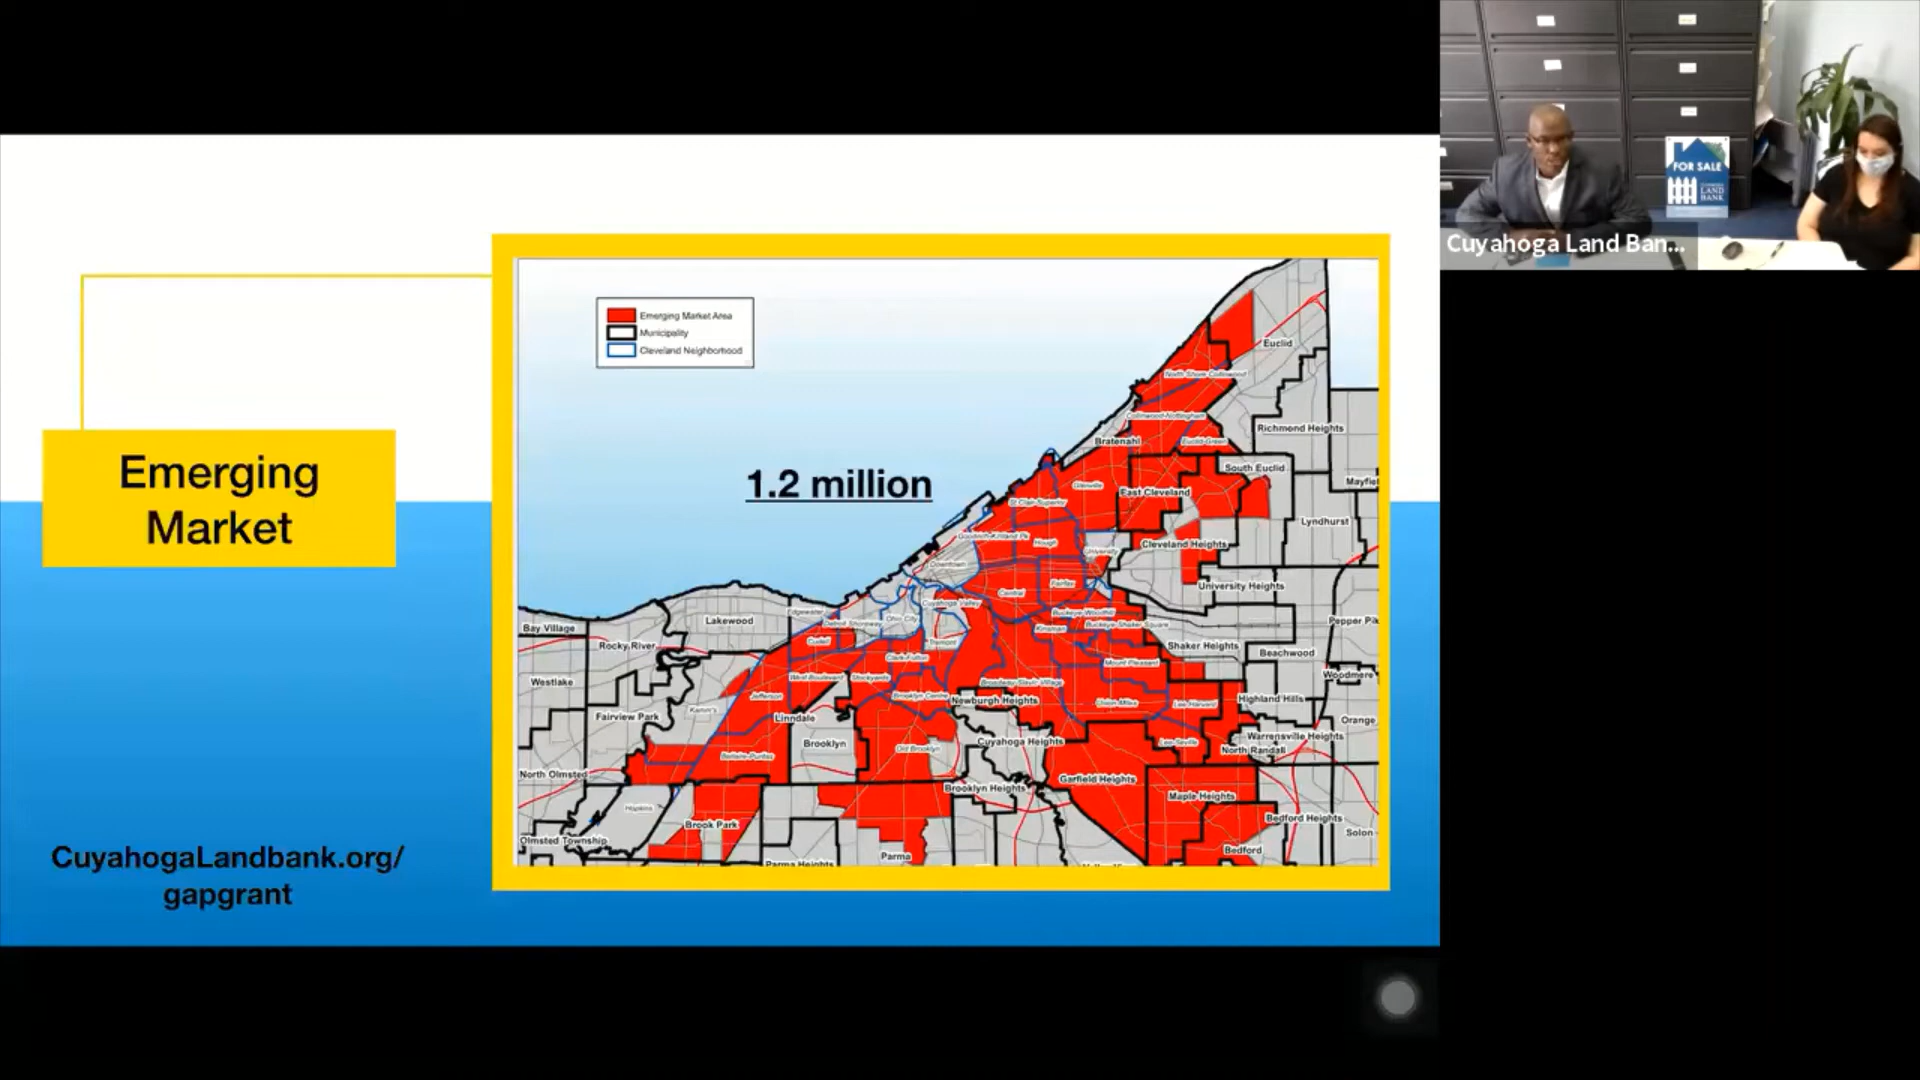 Emerging
Market
CuyahogaLandbank.org/
gapgrant
Emerging Market Area
Municipality
Cleveland Neighborhood
1.2 million
Euclid
North Shore Collinwood
Collinwood-Nottingham
Richmond Heights
Bratenahl
Euclid-Green
South Euclid
Mayfiel
Glenville
East Cleveland
St.Clair-Superior
Lyndhurst
Goodrich-Kirtland Pk
Hough
Cleveland Heights
University
Downtown
Fairfax
University Heights
Central
Edgewater
Cuyahoga Valley
Buckeye-Woodhill
Lakewood
Detroit Shoreway
Ohio City
Kinsman
Buckeye-Shaker Square
Pepper Pik
Bay Village
Rocky River
Cudell
Tremont
Shaker Heights
Beachwood
Clark-Fulton
Mount Pleasant
Westlake
West Boulevard
Stockyards
Broadway-Slavic Village
Woodmere
Jefferson
Brooklyn Centre
Newburgh Heights
Union-Miles
Lee-Harvard
Highland Hills
Fairview Park
Kamm's
Linndale
Orange
Brooklyn
Old Brooklyn
Cuyahoga Heights
Lee-Seville
Warrensville Heights
North Randall
Bellaire-Puritas
North Olmsted
Garfield Heights
Brooklyn Heights
Maple Heights
Hopkins
Brook Park
Bedford Heights
Solon
Olmsted Township
Parma Heights
Parma
Bedford
FOR SALE
LAND
BANK
Cuyahoga Land Ban...